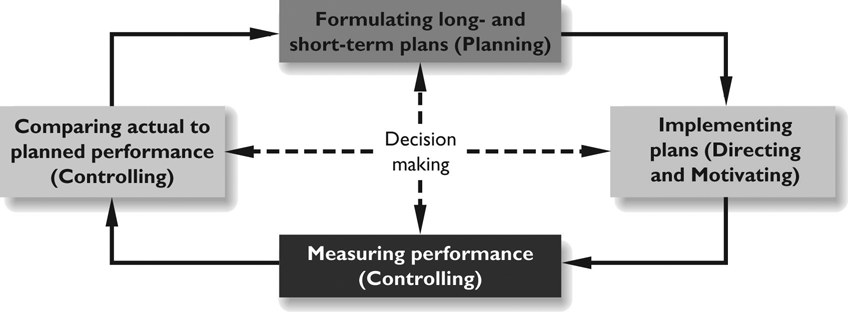 Formulating long- and
short-term plans (Planning)
Comparing actual to
planned performance
(Controlling)
Decision
making
Implementing
plans (Directing
and Motivating)
Measuring performance
(Controlling)